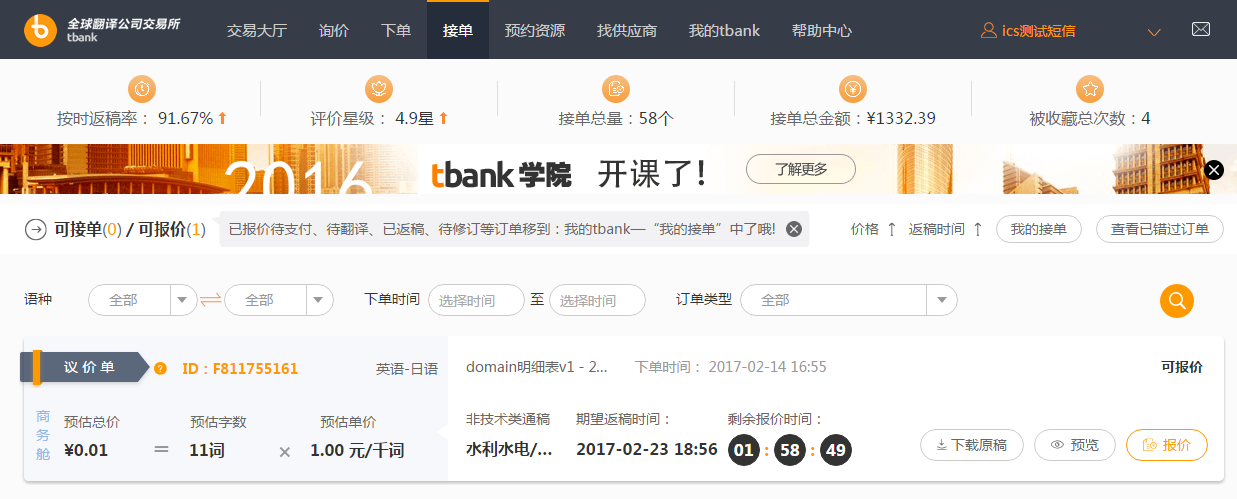 全球翻译公司交易所
tbank
交易大厅 询价 下单 接单 预约资源 找供应商 我的tbank 帮助中心 ics测试短信
按时返稿率： 91.67% 评价星级： 4.9星 接单总量：58个 接单总金额：¥1332.39 被收藏总次数：4
2016 tbank 学院 开课了! 了解更多
可接单(0) / 可报价(1) 已报价待支付、待翻译、已返稿、待修订等订单移到：我的tbank—“我的接单”中了哦! 价格 返稿时间 我的接单 查看已错过订单
语种 全部 全部 下单时间 选择时间 至 选择时间 订单类型 全部
议价单 ? ID：F811755161 英语-日语 domain明细表v1 - 2... 下单时间： 2017-02-14 16:55 可报价
商务舱
预估总价 预估字数 预估单价 非技术类通稿 期望返稿时间： 剩余报价时间：
¥0.01 = 11词 × 1.00 元/千词 水利水电/... 2017-02-23 18:56 01 : 58 : 49 下载原稿 预览 报价